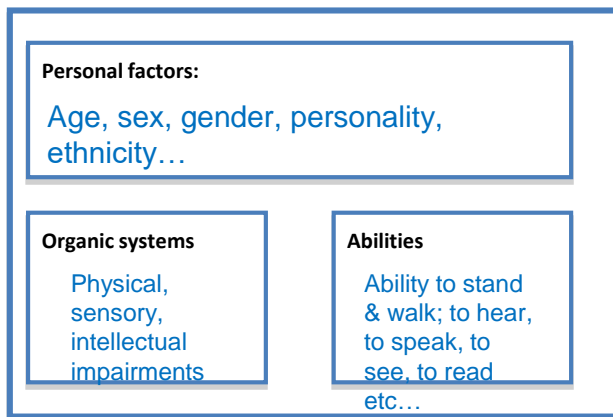 Personal factors:
Age, sex, gender, personality,
ethnicity…
Organic systems
Physical,
sensory,
intellectual
impairments
Abilities
Ability to stand
& walk; to hear,
to speak, to
see, to read
etc…